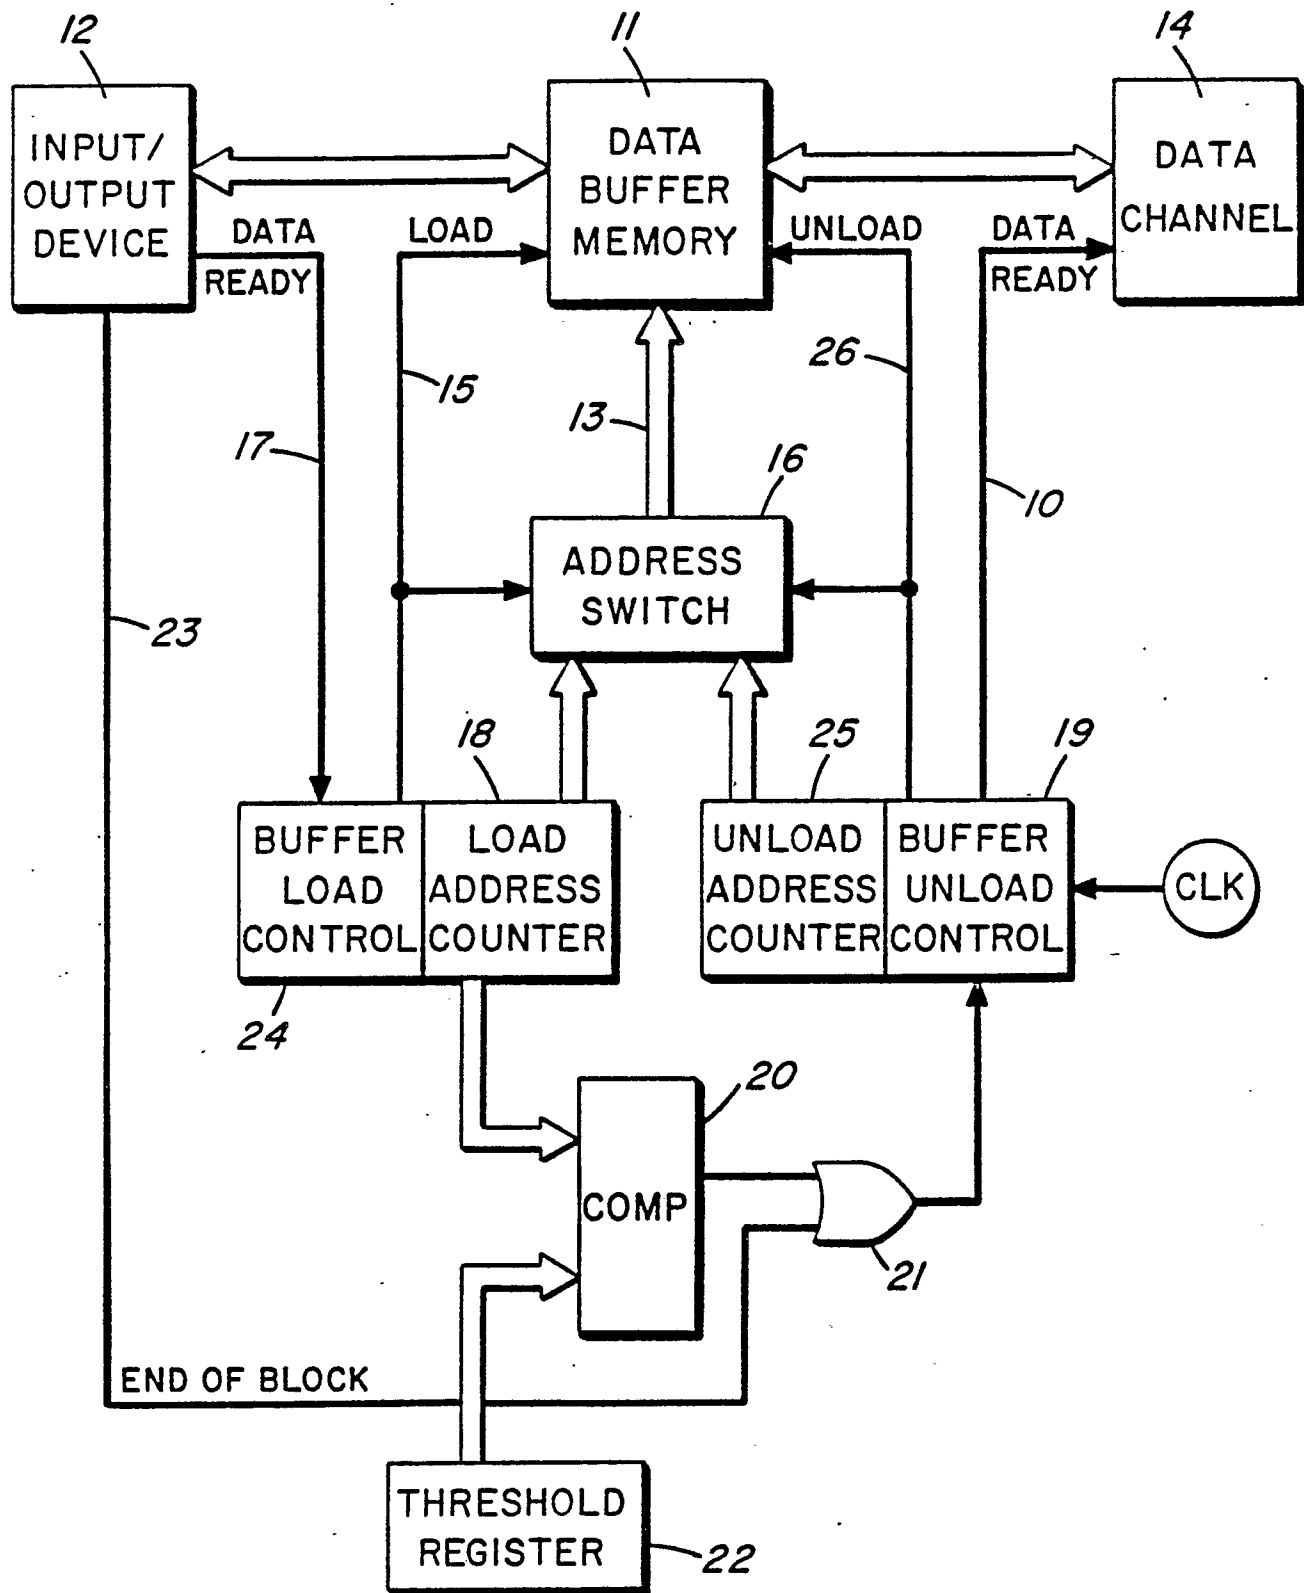 12
11
14
INPUT/
OUTPUT
DEVICE
DATA
BUFFER
MEMORY
DATA
CHANNEL
DATA
READY
LOAD
UNLOAD
DATA
READY
15
26
13
17
16
10
ADDRESS
SWITCH
23
18
25
19
BUFFER
LOAD
CONTROL
LOAD
ADDRESS
COUNTER
UNLOAD
ADDRESS
COUNTER
BUFFER
UNLOAD
CONTROL
CLK
24
20
COMP
21
END OF BLOCK
THRESHOLD
REGISTER
22